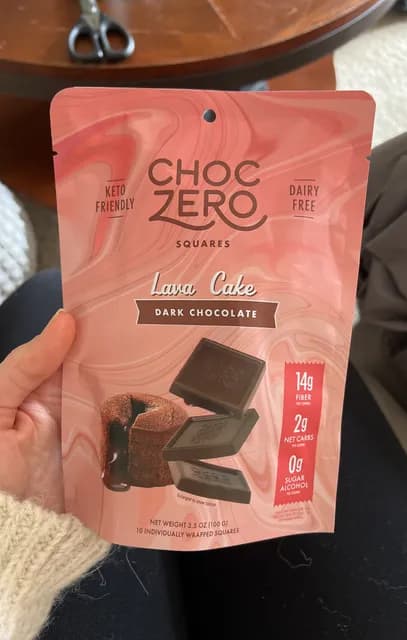 CHOC
ZERO
KETO
FRIENDLY
DAIRY
FREE
SQUARES
Lava Cake
DARK CHOCOLATE
14g
FIBER
2g
NET CARBS
0g
SUGAR
ALCOHOL
NET WEIGHT 3.5 OZ (100 G)
10 INDIVIDUALLY WRAPPED SQUARES